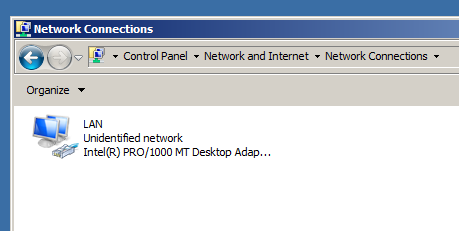 Network Connections
Control Panel Network and Internet Network Connections
Organize
LAN
Unidentified network
Intel(R) PRO/1000 MT Desktop Adap...